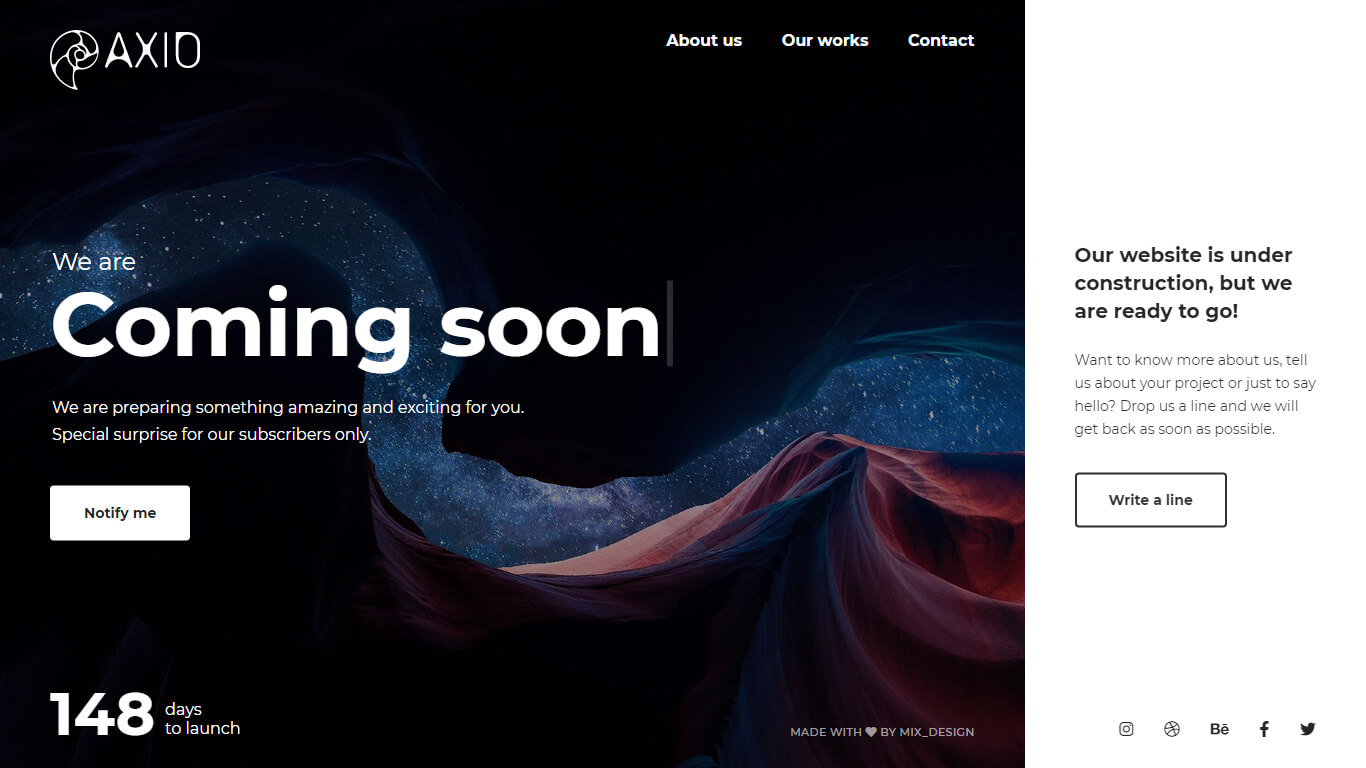 AXIO
About us
Our works
Contact
We are
Coming soon
We are preparing something amazing and exciting for you.
Special surprise for our subscribers only.
Notify me
148
days
to launch
MADE WITH ♥ BY MIX_DESIGN
Our website is under
construction, but we
are ready to go!
Want to know more about us, tell
us about your project or just to say
hello? Drop us a line and we will
get back as soon as possible.
Write a line
Bē